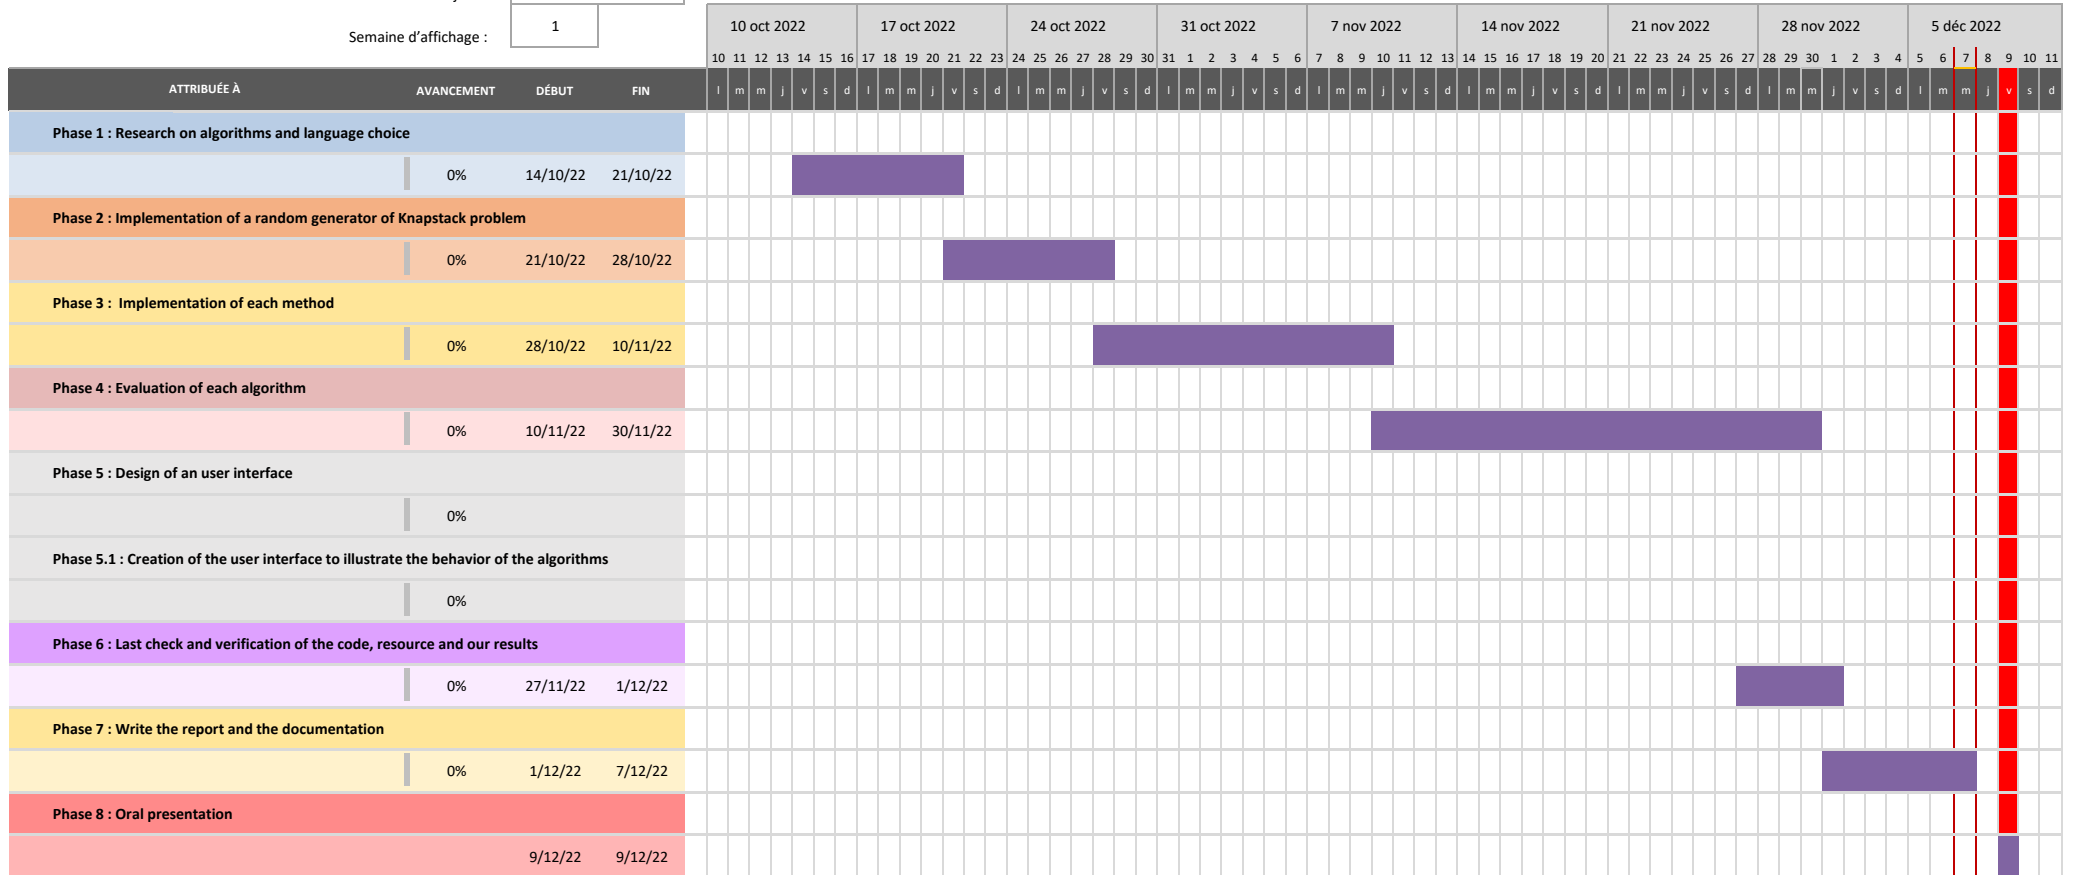 Semaine d'affichage : 1
10 oct 2022 17 oct 2022 24 oct 2022 31 oct 2022 7 nov 2022 14 nov 2022 21 nov 2022 28 nov 2022 5 déc 2022
10 11 12 13 14 15 16 17 18 19 20 21 22 23 24 25 26 27 28 29 30 31 1 2 3 4 5 6 7 8 9 10 11 12 13 14 15 16 17 18 19 20 21 22 23 24 25 26 27 28 29 30 1 2 3 4 5 6 7 8 9 10 11
ATTRIBUÉE À AVANCEMENT DÉBUT FIN l m m j v s d l m m j v s d l m m j v s d l m m j v s d l m m j v s d l m m j v s d l m m j v s d l m m j v s d l m m j v s d
Phase 1 : Research on algorithms and language choice
0% 14/10/22 21/10/22
Phase 2 : Implementation of a random generator of Knapstack problem
0% 21/10/22 28/10/22
Phase 3 : Implementation of each method
0% 28/10/22 10/11/22
Phase 4 : Evaluation of each algorithm
0% 10/11/22 30/11/22
Phase 5 : Design of an user interface
0%
Phase 5.1 : Creation of the user interface to illustrate the behavior of the algorithms
0%
Phase 6 : Last check and verification of the code, resource and our results
0% 27/11/22 1/12/22
Phase 7 : Write the report and the documentation
0% 1/12/22 7/12/22
Phase 8 : Oral presentation
9/12/22 9/12/22